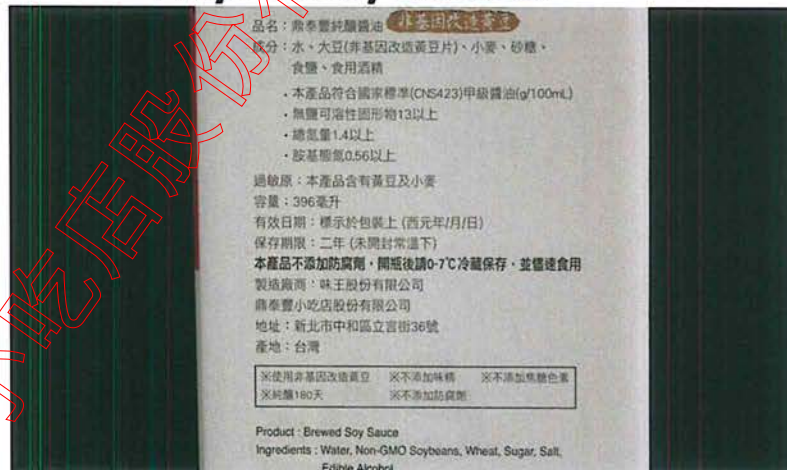 品名：鼎泰豐純釀醬油 非基因改造黃豆
成分：水、大豆(非基因改造黃豆片)、小麥、砂糖、
食鹽、食用酒精
・本產品符合國家標準(CNS423)甲級醬油(g/100mL)
・無鹽可溶性固形物13以上
・總氮量1.4以上
・胺基態氮0.56以上
過敏原：本產品含有黃豆及小麥
容量：396毫升
有效日期：標示於包裝上 (西元年/月/日)
保存期限：二年 (未開封常溫下)
本產品不添加防腐劑，開瓶後請0-7℃冷藏保存，並儘速食用
製造廠商：味王股份有限公司
鼎泰豐小吃店股份有限公司
地址：新北市中和區立言街36號
產地：台灣
※使用非基因改造黃豆 ※不添加味精 ※不添加焦糖色素
※純釀180天 ※不添加防腐劑
Product : Brewed Soy Sauce
Ingredients : Water, Non-GMO Soybeans, Wheat, Sugar, Salt,
Edible Alcohol
小吃店股份